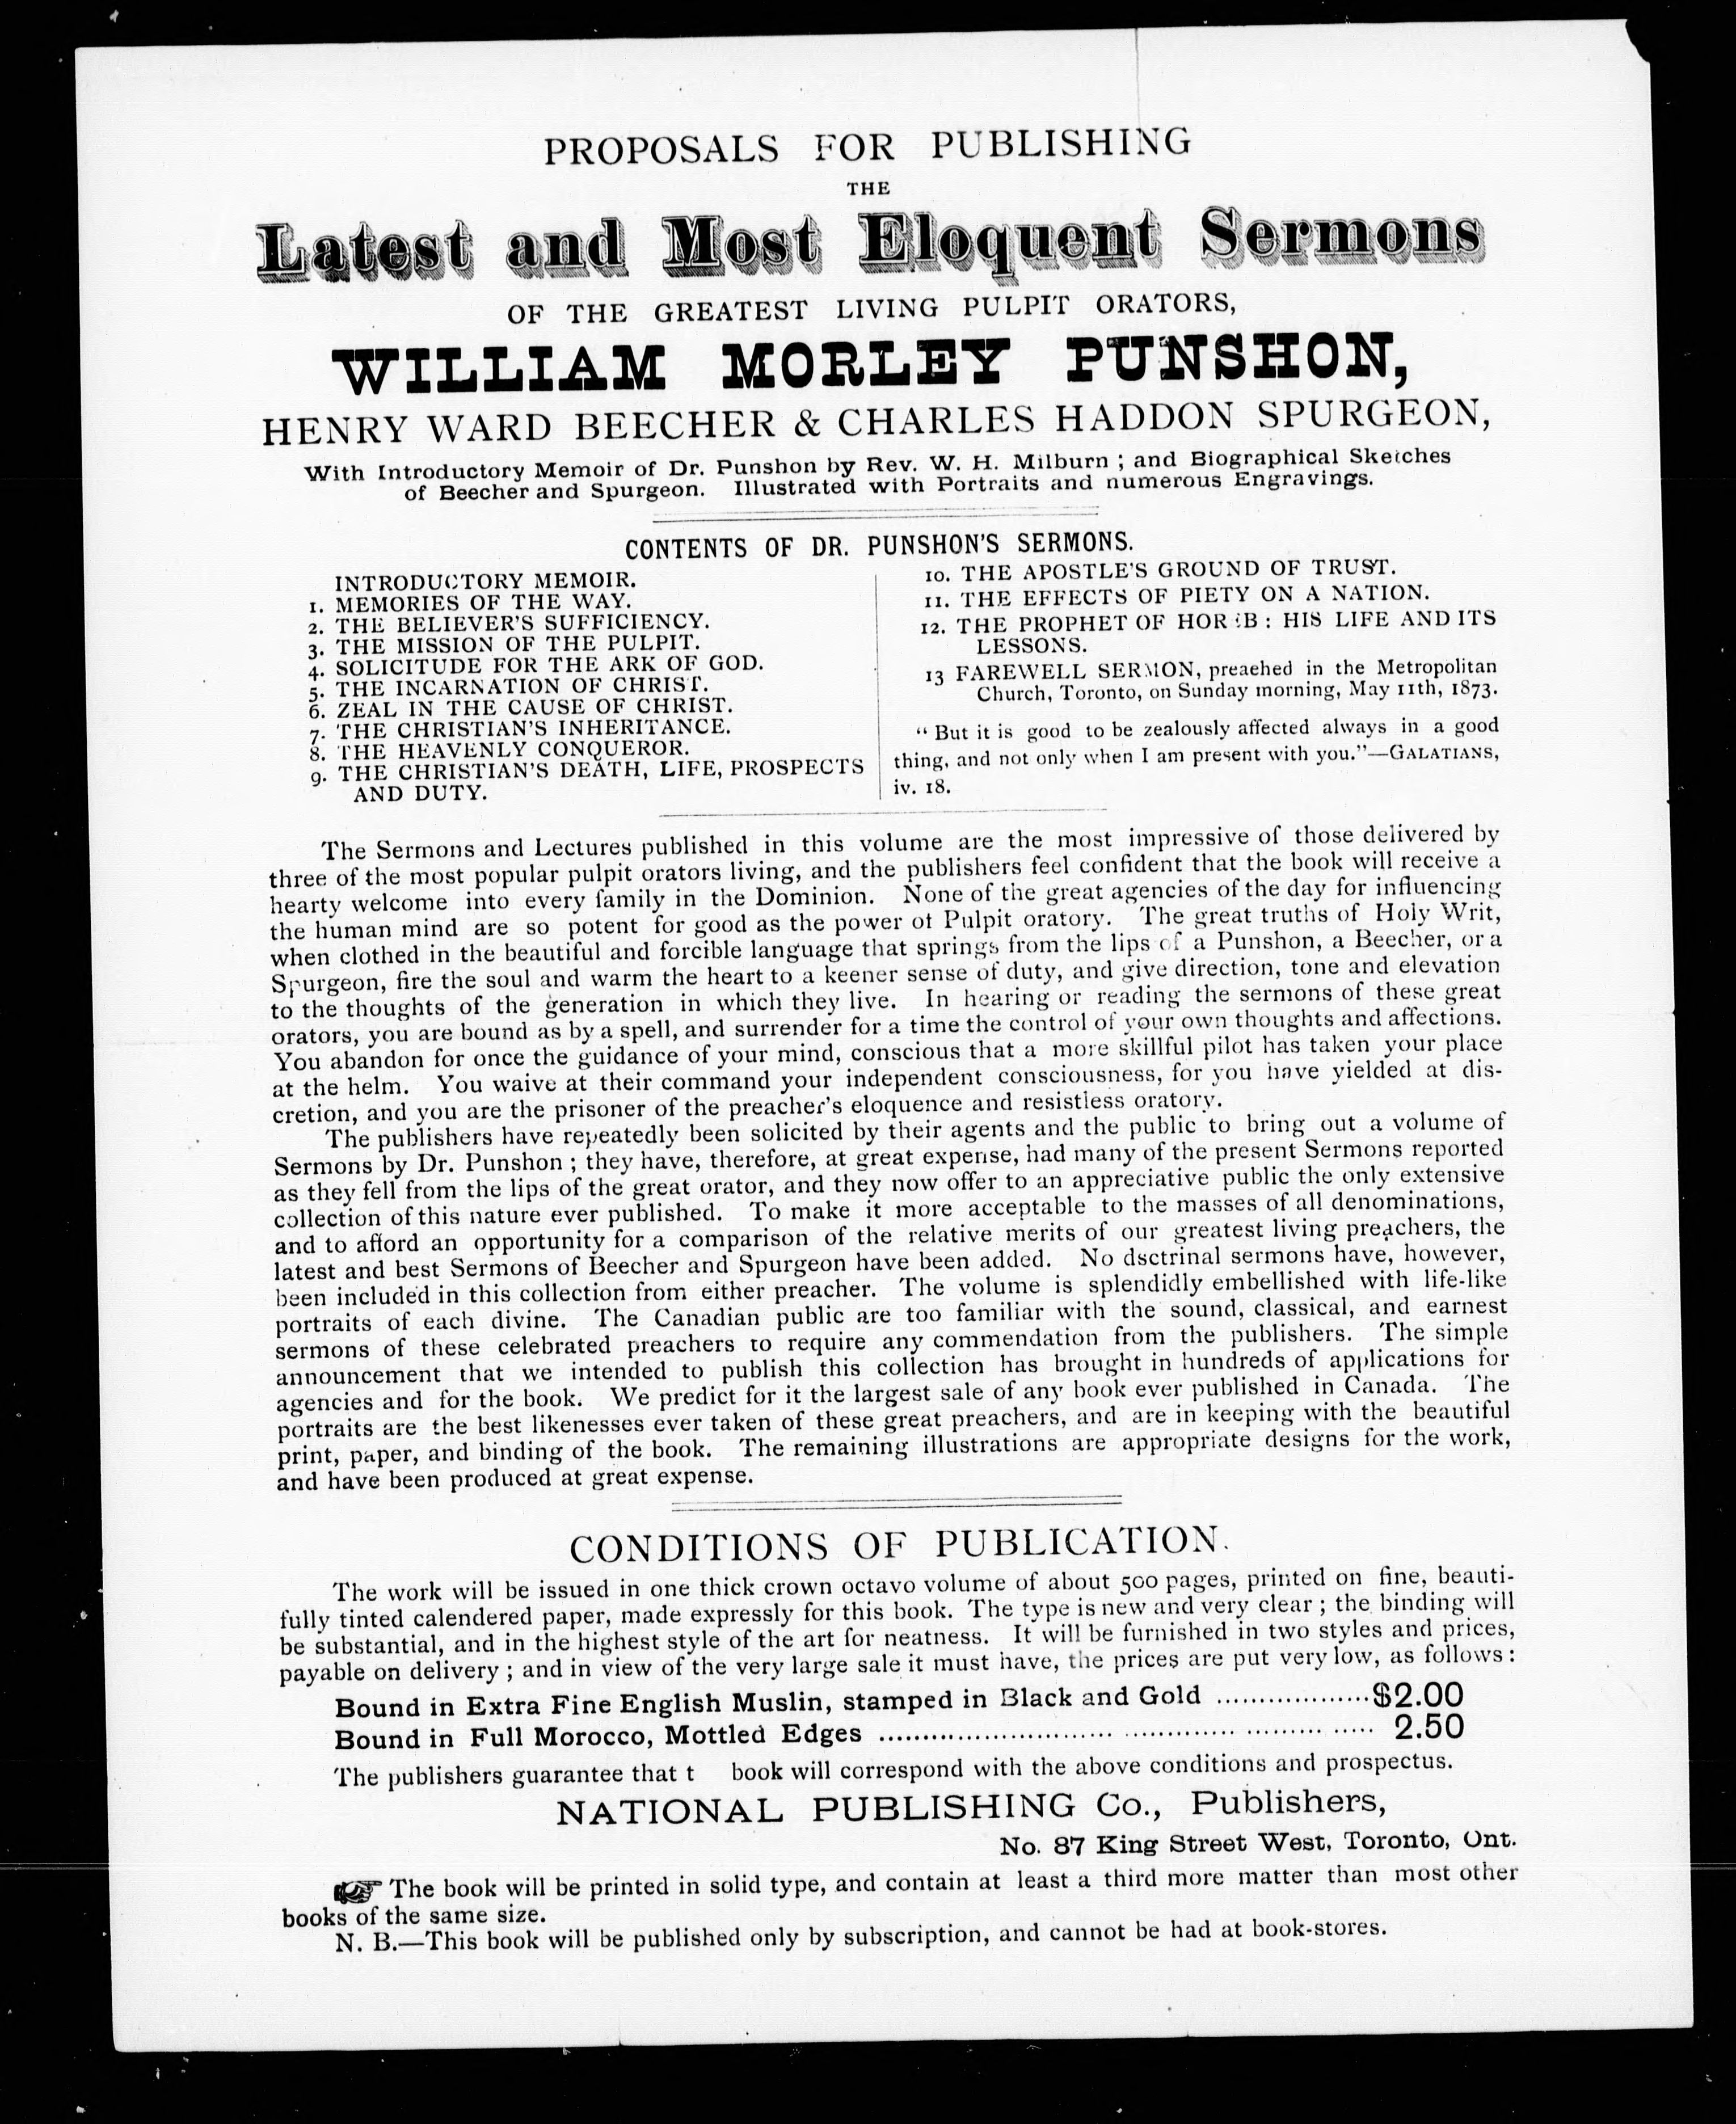 PROPOSALS FOR PUBLISHING
THE
Latest and Most Eloquent Sermons
OF THE GREATEST LIVING PULPIT ORATORS,
WILLIAM MORLEY PUNSHON,
HENRY WARD BEECHER & CHARLES HADDON SPURGEON,
With Introductory Memoir of Dr. Punshon by Rev. W. H. Milburn ; and Biographical Sketches
of Beecher and Spurgeon. Illustrated with Portraits and numerous Engravings.
CONTENTS OF DR. PUNSHON'S SERMONS.
INTRODUCTORY MEMOIR.
1. MEMORIES OF THE WAY.
2. THE BELIEVER'S SUFFICIENCY.
3. THE MISSION OF THE PULPIT.
4. SOLICITUDE FOR THE ARK OF GOD.
5. THE INCARNATION OF CHRIST.
6. ZEAL IN THE CAUSE OF CHRIST.
7. THE CHRISTIAN'S INHERITANCE.
8. THE HEAVENLY CONQUEROR.
9. THE CHRISTIAN'S DEATH, LIFE, PROSPECTS
AND DUTY.
10. THE APOSTLE'S GROUND OF TRUST.
11. THE EFFECTS OF PIETY ON A NATION.
12. THE PROPHET OF HOREB : HIS LIFE AND ITS
LESSONS.
13 FAREWELL SERMON, preaehed in the Metropolitan
Church, Toronto, on Sunday morning, May 11th, 1873.
" But it is good to be zealously affected always in a good
thing, and not only when I am present with you."—GALATIANS,
iv. 18.
The Sermons and Lectures published in this volume are the most impressive of those delivered by
three of the most popular pulpit orators living, and the publishers feel confident that the book will receive a
hearty welcome into every family in the Dominion. None of the great agencies of the day for influencing
the human mind are so potent for good as the power of Pulpit oratory. The great truths of Holy Writ,
when clothed in the beautiful and forcible language that springs from the lips of a Punshon, a Beecher, or a
Spurgeon, fire the soul and warm the heart to a keener sense of duty, and give direction, tone and elevation
to the thoughts of the generation in which they live. In hearing or reading the sermons of these great
orators, you are bound as by a spell, and surrender for a time the control of your own thoughts and affections.
You abandon for once the guidance of your mind, conscious that a more skillful pilot has taken your place
at the helm. You waive at their command your independent consciousness, for you have yielded at dis-
cretion, and you are the prisoner of the preacher's eloquence and resistless oratory.
The publishers have repeatedly been solicited by their agents and the public to bring out a volume of
Sermons by Dr. Punshon ; they have, therefore, at great expense, had many of the present Sermons reported
as they fell from the lips of the great orator, and they now offer to an appreciative public the only extensive
collection of this nature ever published. To make it more acceptable to the masses of all denominations,
and to afford an opportunity for a comparison of the relative merits of our greatest living preachers, the
latest and best Sermons of Beecher and Spurgeon have been added. No dsctrinal sermons have, however,
been included in this collection from either preacher. The volume is splendidly embellished with life-like
portraits of each divine. The Canadian public are too familiar with the sound, classical, and earnest
sermons of these celebrated preachers to require any commendation from the publishers. The simple
announcement that we intended to publish this collection has brought in hundreds of applications for
agencies and for the book. We predict for it the largest sale of any book ever published in Canada. The
portraits are the best likenesses ever taken of these great preachers, and are in keeping with the beautiful
print, paper, and binding of the book. The remaining illustrations are appropriate designs for the work,
and have been produced at great expense.
CONDITIONS OF PUBLICATION.
The work will be issued in one thick crown octavo volume of about 500 pages, printed on fine, beauti-
fully tinted calendered paper, made expressly for this book. The type is new and very clear ; the binding will
be substantial, and in the highest style of the art for neatness. It will be furnished in two styles and prices,
payable on delivery ; and in view of the very large sale it must have, the prices are put very low, as follows :
Bound in Extra Fine English Muslin, stamped in Black and Gold ..................$2.00
Bound in Full Morocco, Mottled Edges .................................................... 2.50
The publishers guarantee that t book will correspond with the above conditions and prospectus.
NATIONAL PUBLISHING Co., Publishers,
No. 87 King Street West, Toronto, Ont.
☞ The book will be printed in solid type, and contain at least a third more matter than most other
books of the same size.
N. B.—This book will be published only by subscription, and cannot be had at book-stores.